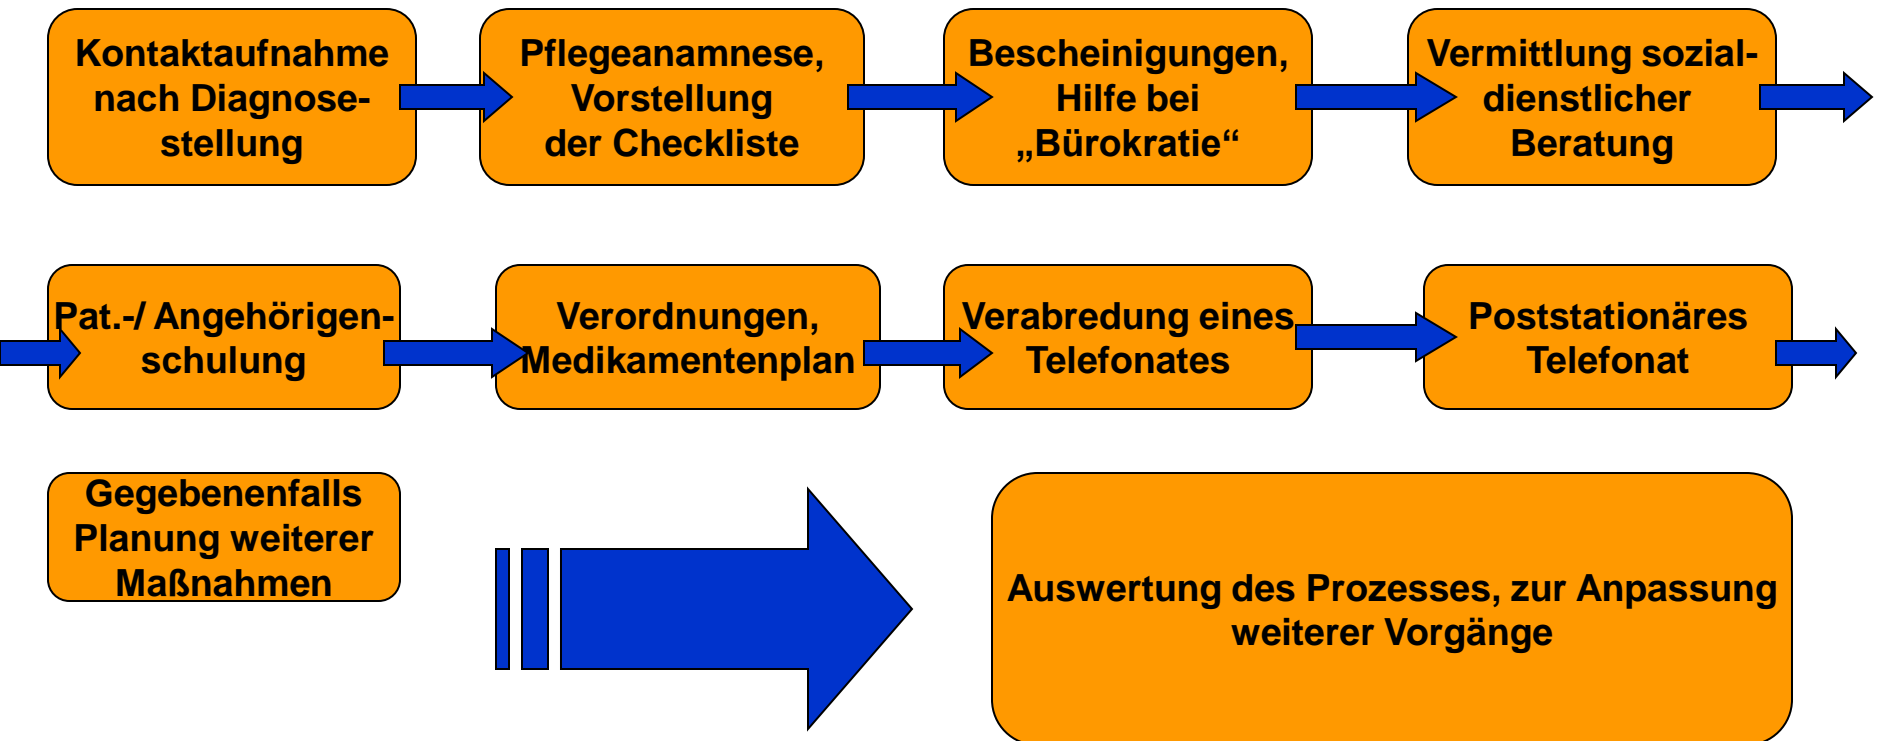 Kontaktaufnahme
nach Diagnose-
stellung
Pflegeanamnese,
Vorstellung
der Checkliste
Bescheinigungen,
Hilfe bei
„Bürokratie“
Vermittlung sozial-
dienstlicher
Beratung
Pat.-/ Angehörigen-
schulung
Verordnungen,
Medikamentenplan
Verabredung eines
Telefonates
Poststationäres
Telefonat
Gegebenenfalls
Planung weiterer
Maßnahmen
Auswertung des Prozesses, zur Anpassung
weiterer Vorgänge